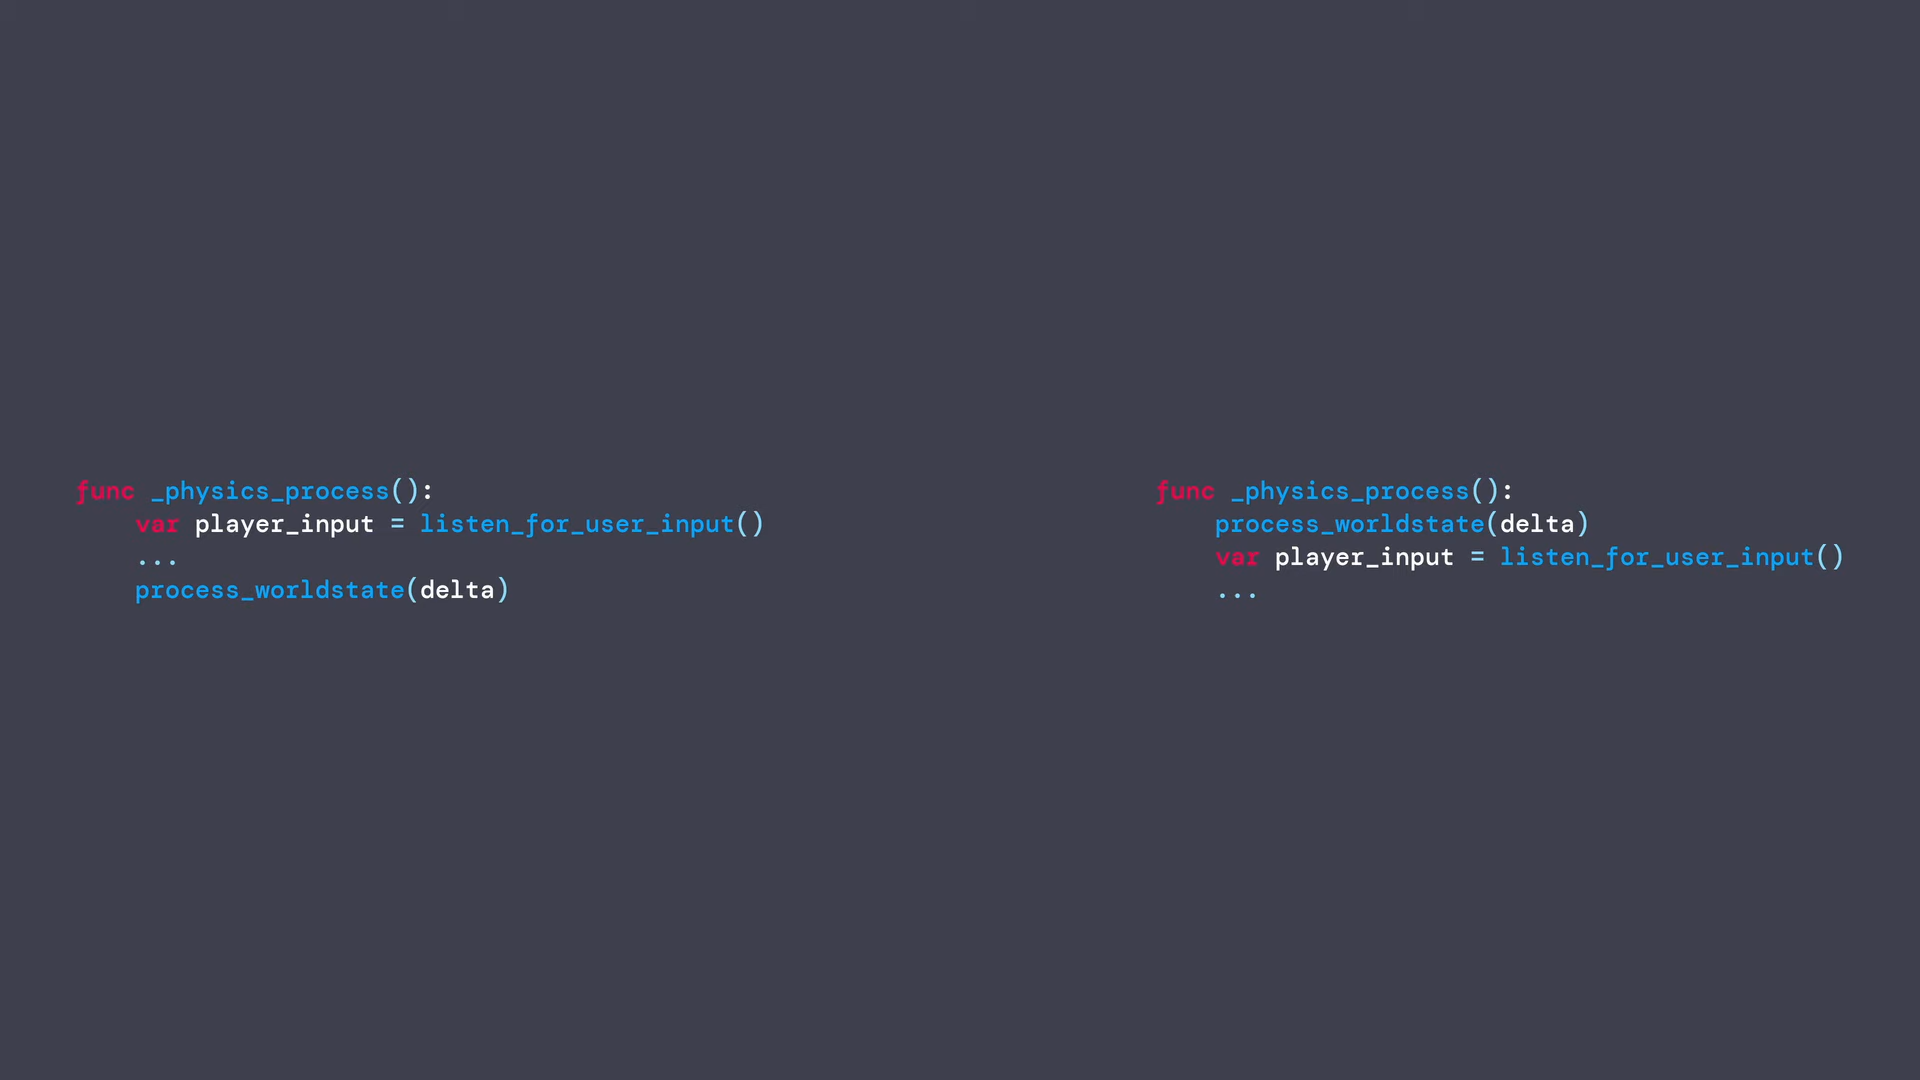 func _physics_process():
    var player_input = listen_for_user_input()
    ...
    process_worldstate(delta)
func _physics_process():
    process_worldstate(delta)
    var player_input = listen_for_user_input()
    ...